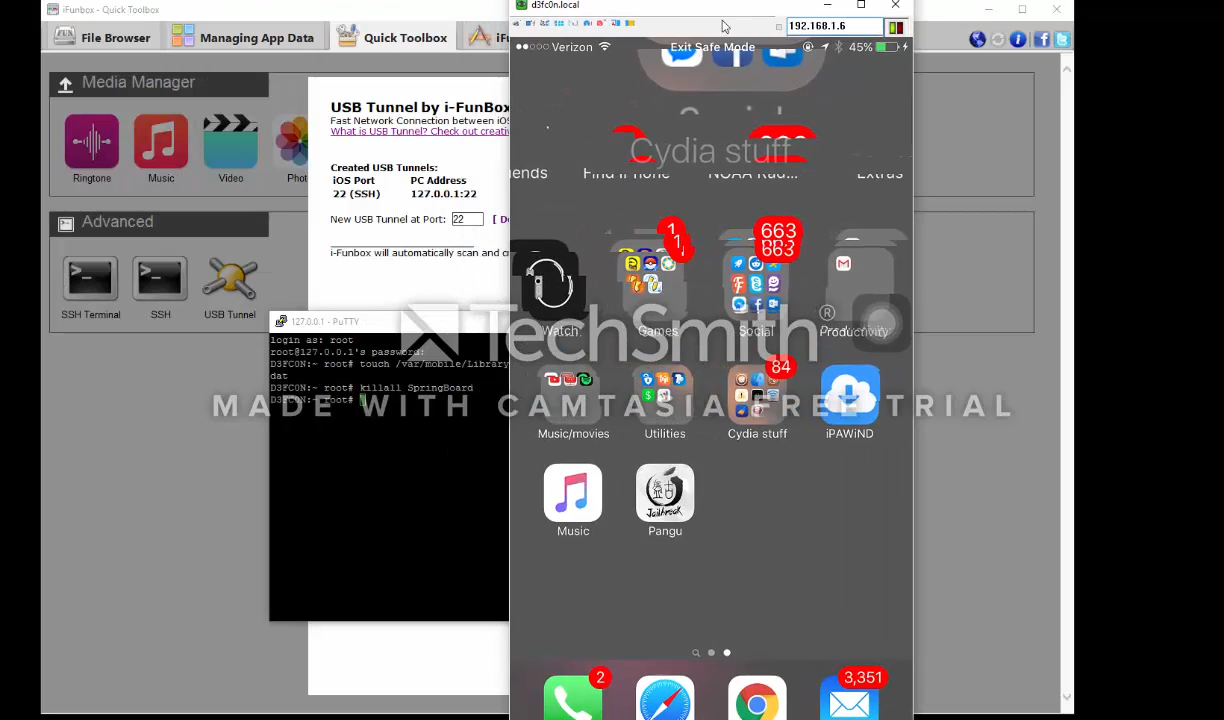 iFunbox - Quick Toolbox
File Browser
Managing App Data
Quick Toolbox
Media Manager
Ringtone
Music
Video
Advanced
SSH Terminal
SSH
USB Tunnel
USB Tunnel by i-FunBox
Fast Network Connection between iOS
What is USB Tunnel? Check out
Created USB Tunnels:
iOS Port PC Address
22 (SSH) 127.0.0.1:22
New USB Tunnel at Port: 22
i-Funbox will automatically scan and
127.0.0.1 - PuTTY
login as: root
root@127.0.0.1's password:
D3FC0N:~ root# touch /var/mobile/Library
dat
D3FC0N:~ root# killall SpringBoard
D3FC0N:~ root#
d3fc0n.local
192.168.1.6
Verizon
Exit Safe Mode
45%
Cydia stuff
Find iPhone
Extras
1
663
Watch
Games
Social
Productivity
84
Music/movies
Utilities
Cydia stuff
iPAWiND
Music
Pangu
2
3,351
TechSmith®
MADE WITH CAMTASIA FREE TRIAL